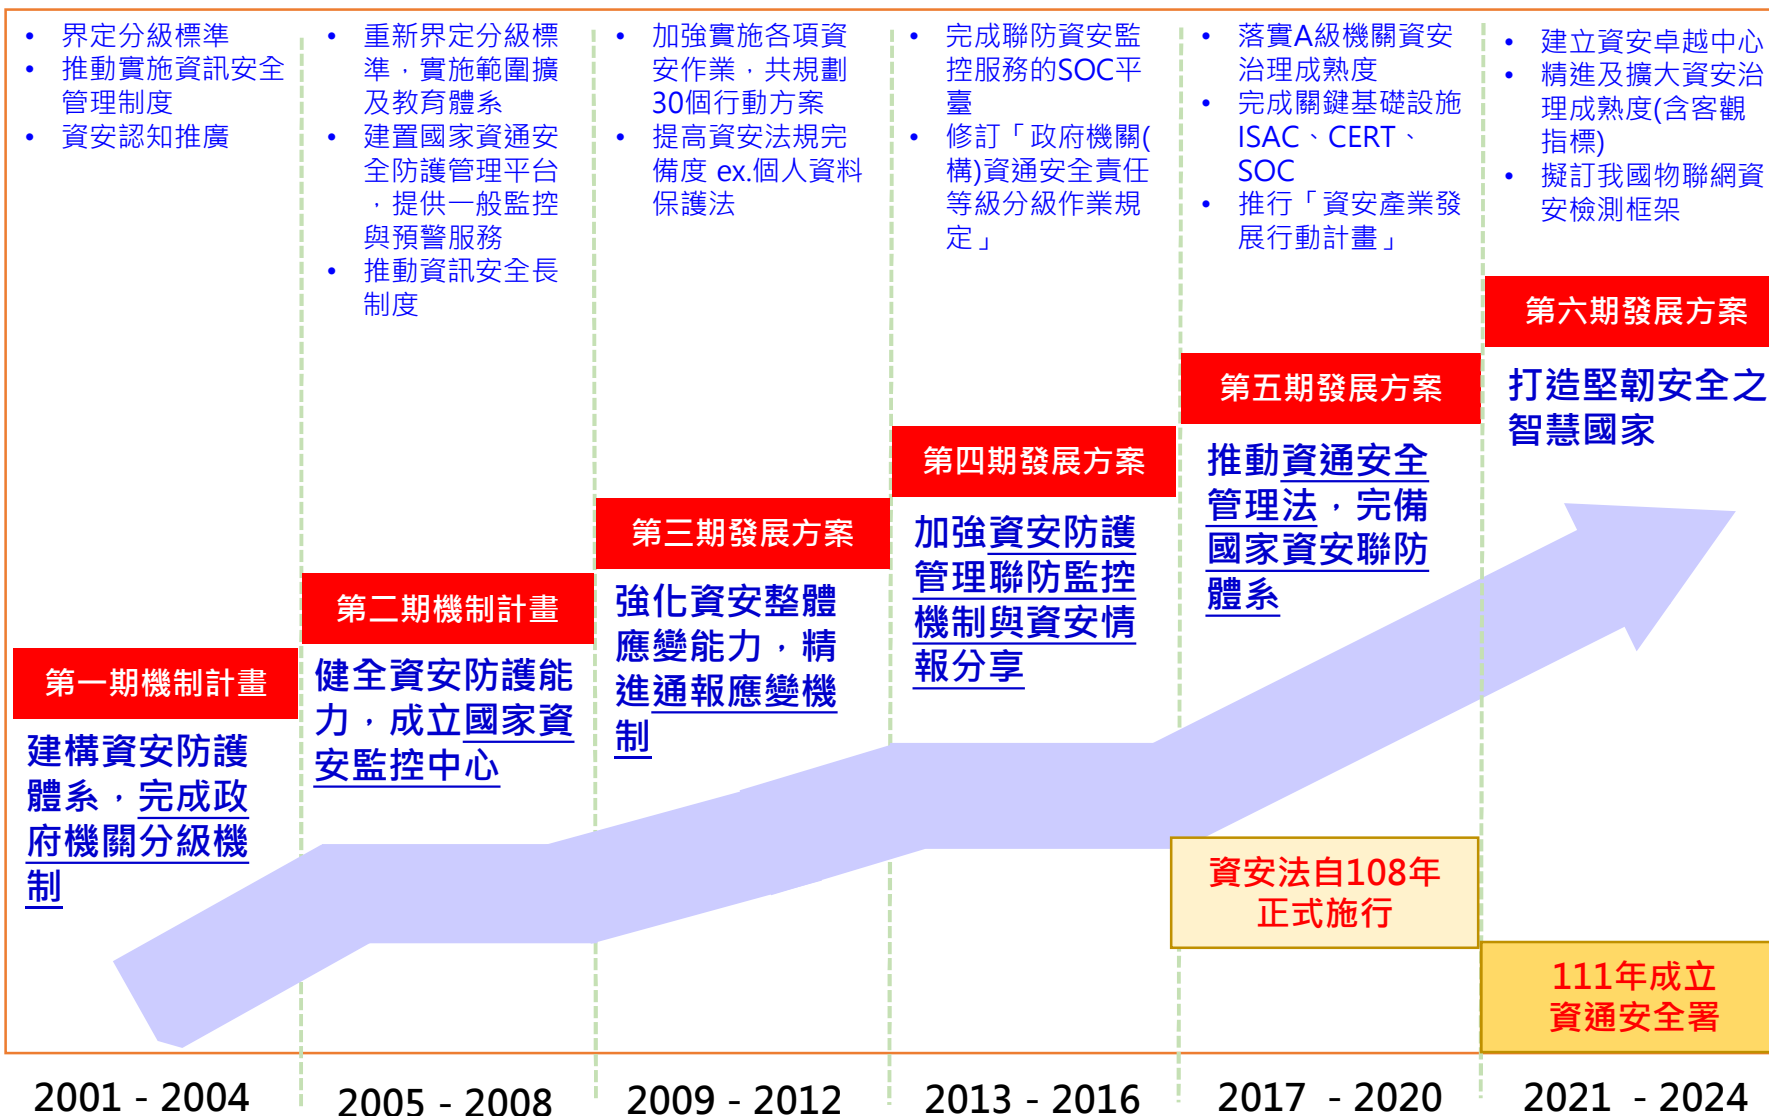 • 界定分級標準
• 推動實施資訊安全
管理制度
• 資安認知推廣
第一期機制計畫
建構資安防護
體系，完成政
府機關分級機
制
2001 - 2004
• 重新界定分級標
準，實施範圍擴
及教育體系
• 建置國家資通安
全防護管理平台
，提供一般監控
與預警服務
• 推動資訊安全長
制度
第二期機制計畫
健全資安防護能
力，成立國家資
安監控中心
2005 - 2008
• 加強實施各項資
安作業，共規劃
30個行動方案
• 提高資安法規完
備度 ex.個人資料
保護法
第三期發展方案
強化資安整體
應變能力，精
進通報應變機
制
2009 - 2012
• 完成聯防資安監
控服務的SOC平
臺
• 修訂「政府機關(
構)資通安全責任
等級分級作業規
定」
第四期發展方案
加強資安防護
管理聯防監控
機制與資安情
報分享
2013 - 2016
• 落實A級機關資安
治理成熟度
• 完成關鍵基礎設施
ISAC、CERT、
SOC
• 推行「資安產業發
展行動計畫」
第五期發展方案
推動資通安全
管理法，完備
國家資安聯防
體系
資安法自108年
正式施行
2017 - 2020
• 建立資安卓越中心
• 精進及擴大資安治
理成熟度(含客觀
指標)
• 擬訂我國物聯網資
安檢測框架
第六期發展方案
打造堅韌安全之
智慧國家
111年成立
資通安全署
2021 - 2024